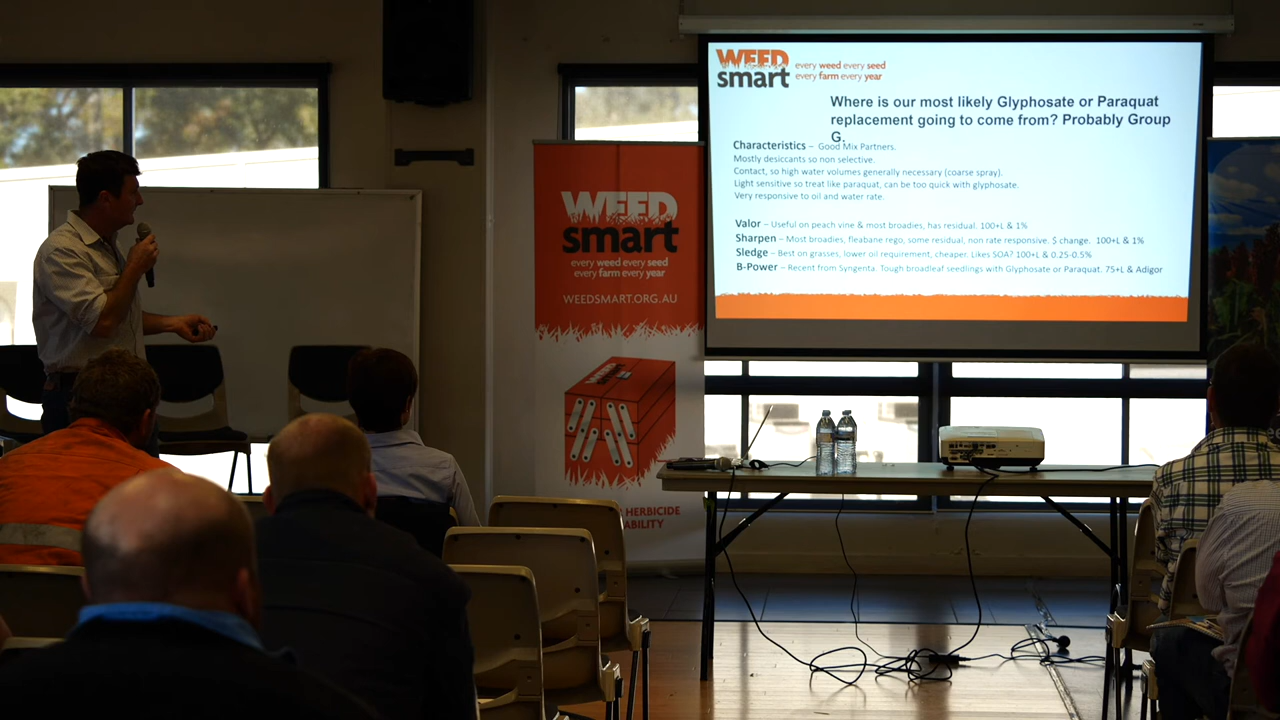 WEED
smart
every weed every seed
every farm every year
Where is our most likely Glyphosate or Paraquat
replacement going to come from? Probably Group
G.
Characteristics – Good Mix Partners.
Mostly desiccants so non selective.
Contact, so high water volumes generally necessary (coarse spray).
Light sensitive so treat like paraquat, can be too quick with glyphosate.
Very responsive to oil and water rate.
Valor – Useful on peach vine & most broadies, has residual. 100+L & 1%
Sharpen – Most broadies, fleabane rego, some residual, non rate responsive. $ change. 100+L & 1%
Sledge – Best on grasses, lower oil requirement, cheaper. Likes SOA? 100+L & 0.25-0.5%
B-Power – Recent from Syngenta. Tough broadleaf seedlings with Glyphosate or Paraquat. 75+L & Adigor
WEED
smart
every weed every seed
every farm every year
WEEDSMART.ORG.AU
WEED
HERBICIDE